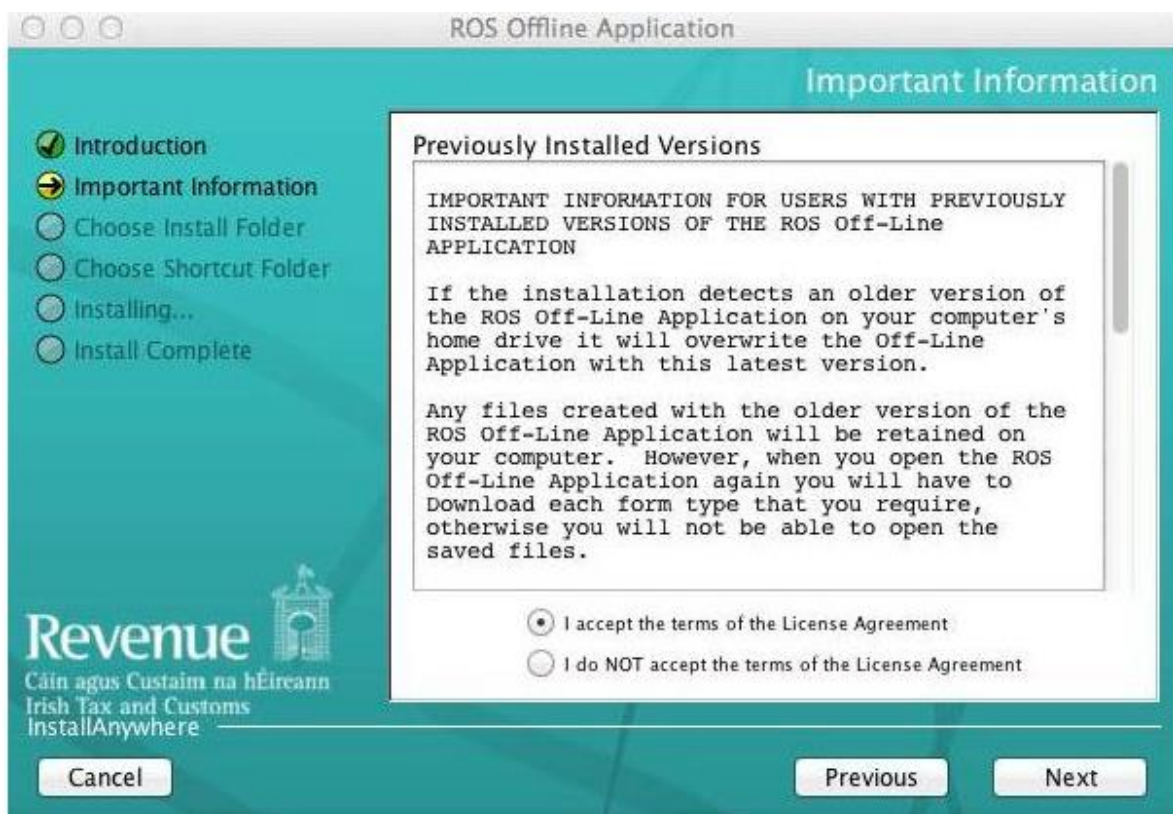 ROS Offline Application
Important Information
Introduction
Important Information
Choose Install Folder
Choose Shortcut Folder
Installing...
Install Complete
Previously Installed Versions
IMPORTANT INFORMATION FOR USERS WITH PREVIOUSLY
INSTALLED VERSIONS OF THE ROS Off-Line
APPLICATION
If the installation detects an older version of
the ROS Off-Line Application on your computer's
home drive it will overwrite the Off-Line
Application with this latest version.
Any files created with the older version of the
ROS Off-Line Application will be retained on
your computer. However, when you open the ROS
Off-Line Application again you will have to
Download each form type that you require,
otherwise you will not be able to open the
saved files.
I accept the terms of the License Agreement
I do NOT accept the terms of the License Agreement
Revenue
Cáin agus Custaim na hÉireann
Irish Tax and Customs
InstallAnywhere
Cancel
Previous
Next